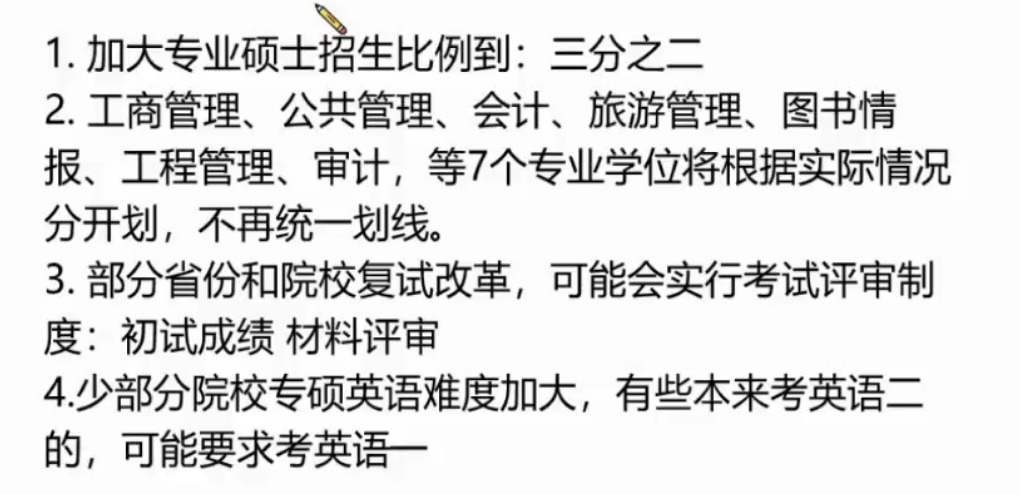 1. 加大专业硕士招生比例到：三分之二
2. 工商管理、公共管理、会计、旅游管理、图书情
报、工程管理、审计，等7个专业学位将根据实际情况
分开划，不再统一划线。
3. 部分省份和院校复试改革，可能会实行考试评审制
度：初试成绩 材料评审
4.少部分院校专硕英语难度加大，有些本来考英语二
的，可能要求考英语一